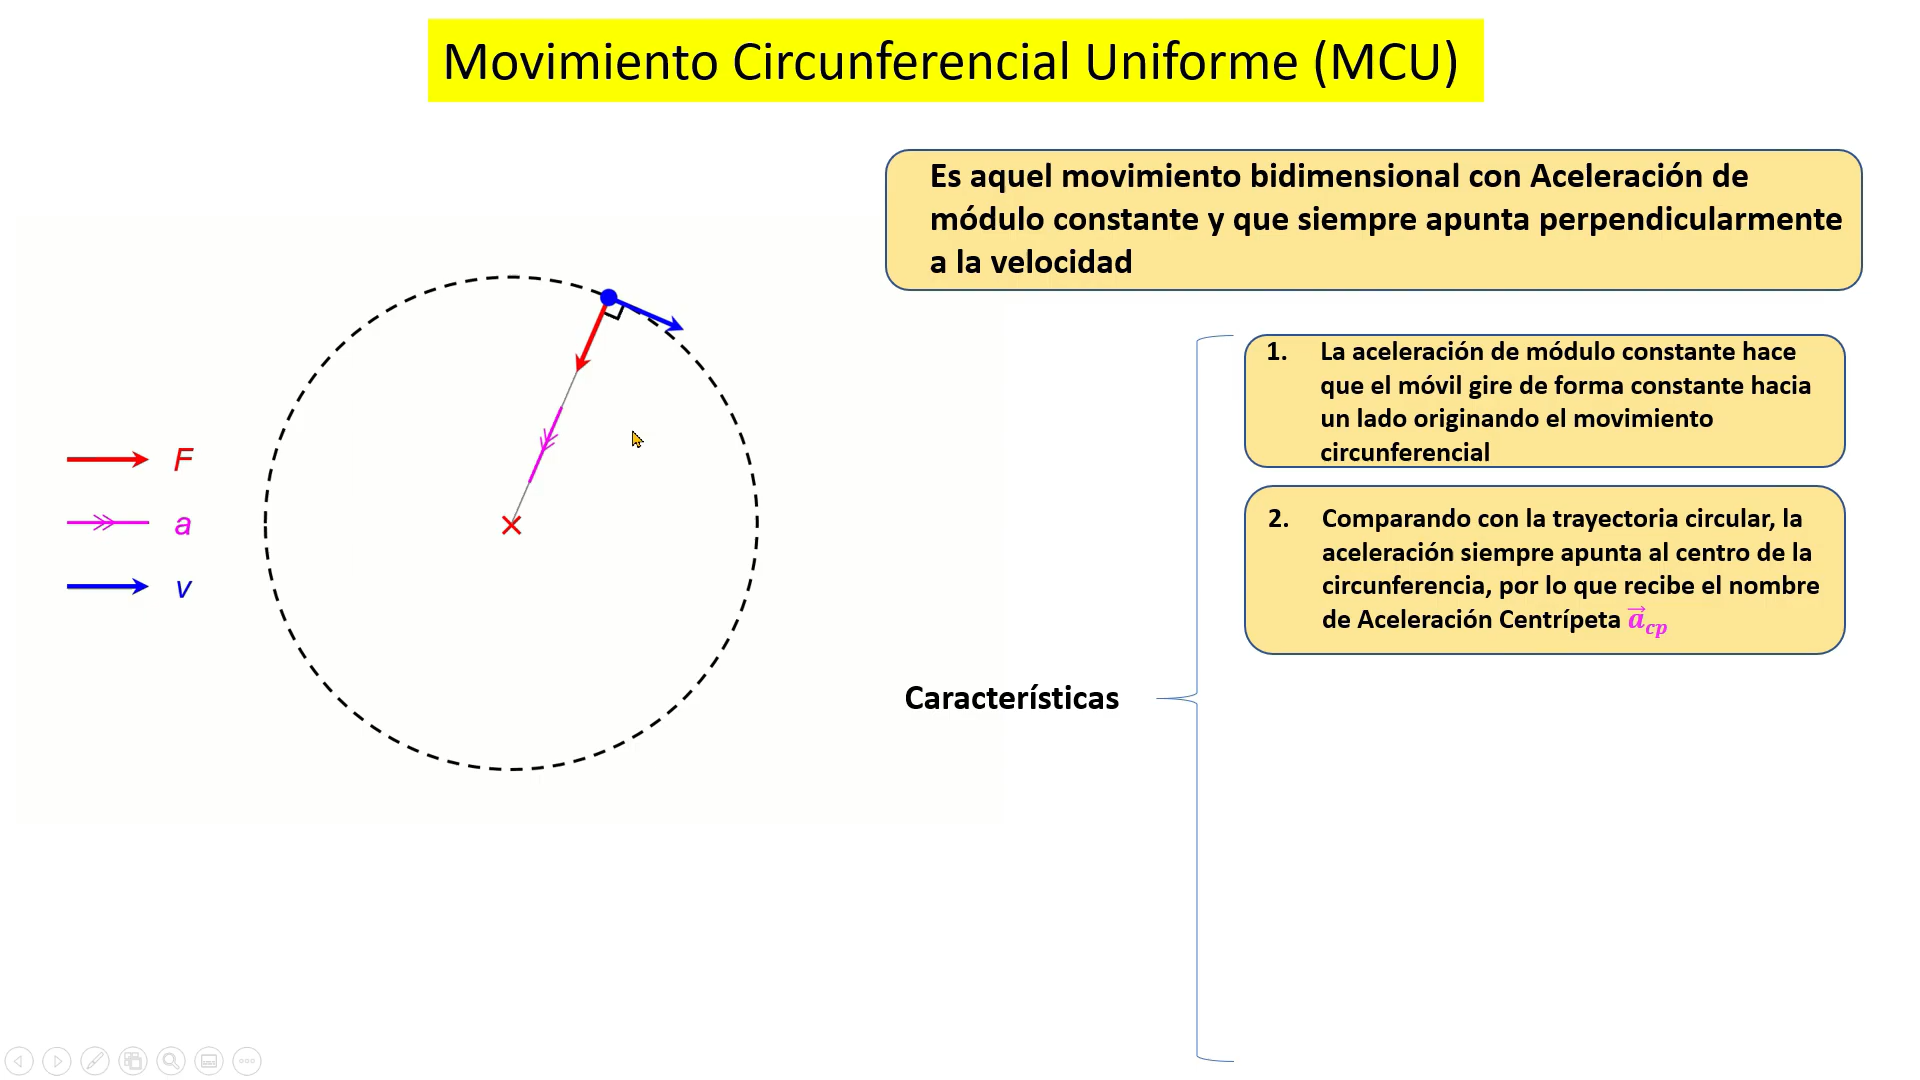 Movimiento Circunferencial Uniforme (MCU)
Es aquel movimiento bidimensional con Aceleración de
módulo constante y que siempre apunta perpendicularmente
a la velocidad
1. La aceleración de módulo constante hace
que el móvil gire de forma constante hacia
un lado originando el movimiento
circunferencial
F
a
v
2. Comparando con la trayectoria circular, la
aceleración siempre apunta al centro de la
circunferencia, por lo que recibe el nombre
de Aceleración Centrípeta $\vec{a}_{cp}$
Características